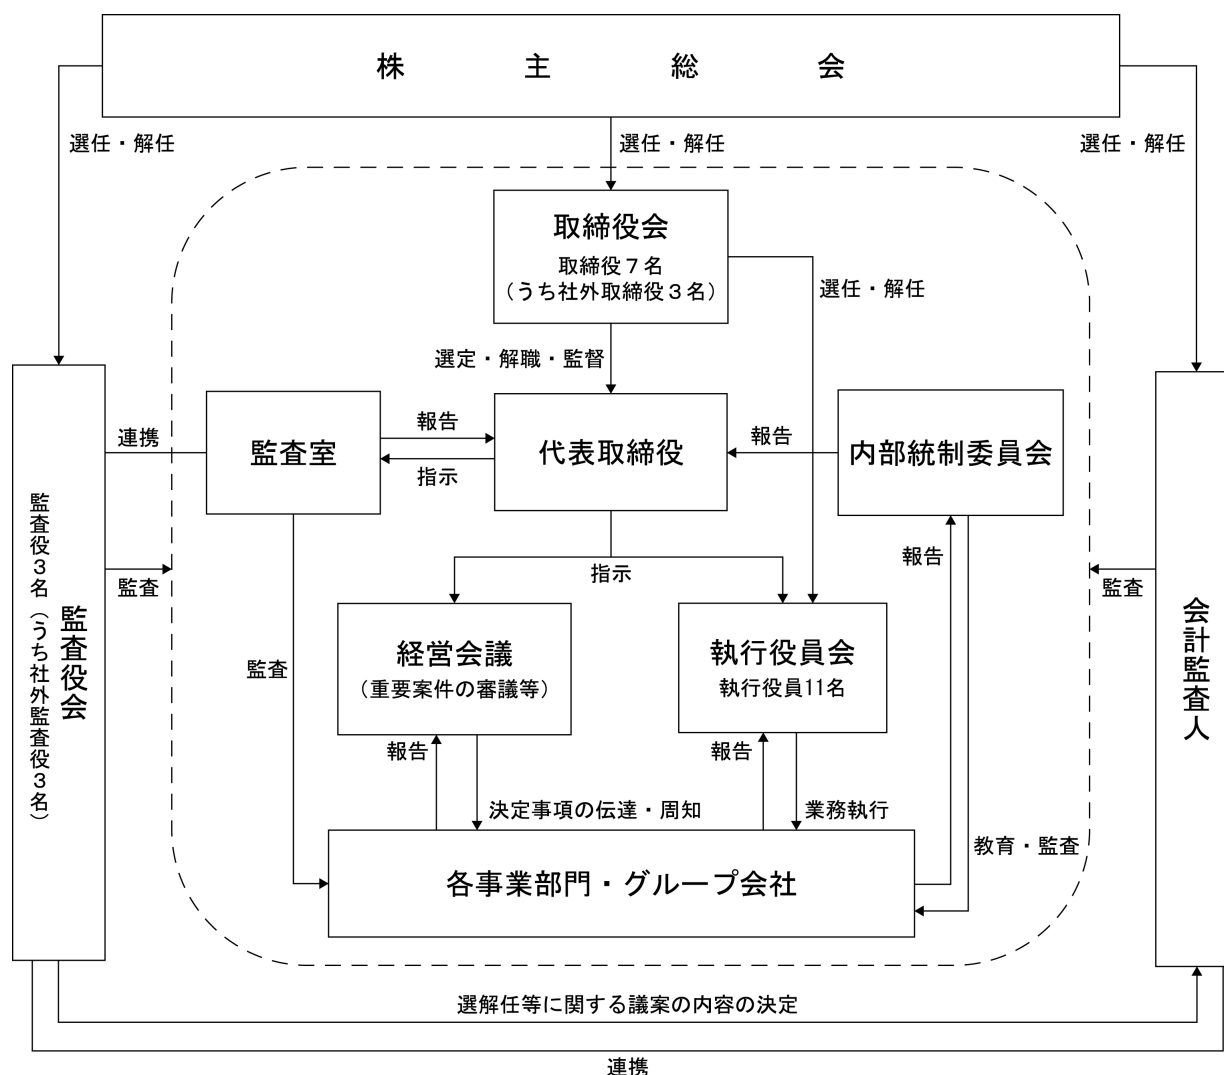 株主総会
選任・解任
選任・解任
選任・解任
取締役会
取締役７名
（うち社外取締役３名）
選任・解任
選定・解職・監督
監査室
報告
指示
代表取締役
報告
内部統制委員会
連携
監査役会
監査役３名（うち社外監査役３名）
監査
指示
報告
監査
会計監査人
経営会議
（重要案件の審議等）
執行役員会
執行役員11名
監査
報告
決定事項の伝達・周知
報告
業務執行
教育・監査
各事業部門・グループ会社
選解任等に関する議案の内容の決定
連携